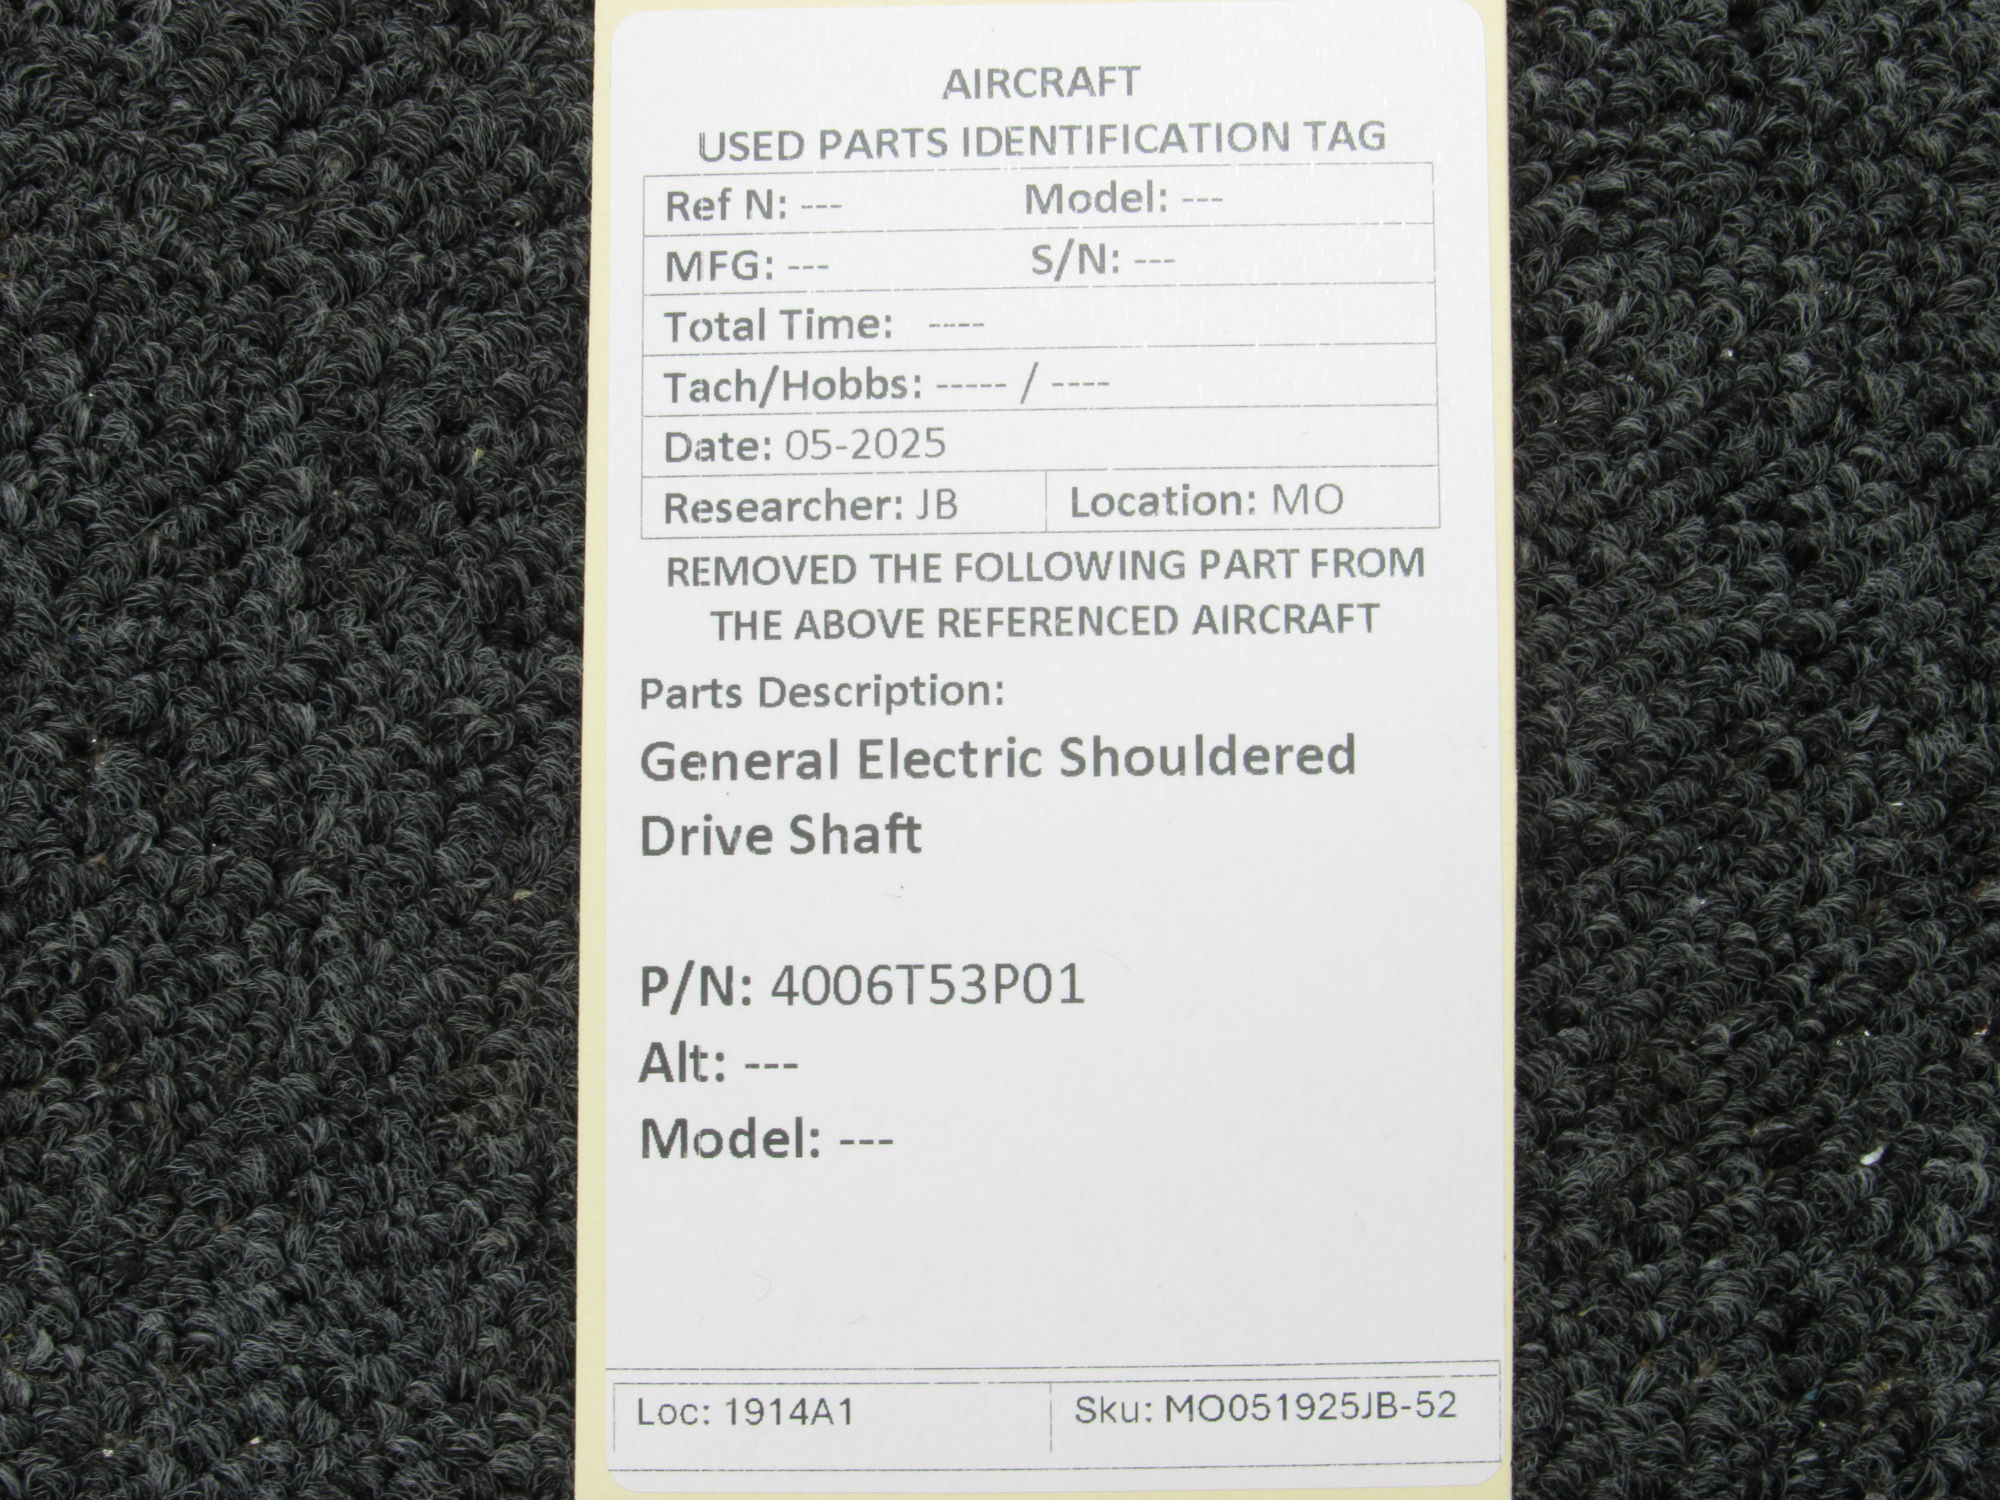 AIRCRAFT
USED PARTS IDENTIFICATION TAG
Ref N: --- Model: ---
MFG: --- S/N: ---
Total Time: ----
Tach/Hobbs: ----- / ----
Date: 05-2025
Researcher: JB Location: MO
REMOVED THE FOLLOWING PART FROM
THE ABOVE REFERENCED AIRCRAFT
Parts Description:
General Electric Shouldered
Drive Shaft
P/N: 4006T53P01
Alt: ---
Model: ---
Loc: 1914A1 Sku: MO051925JB-52